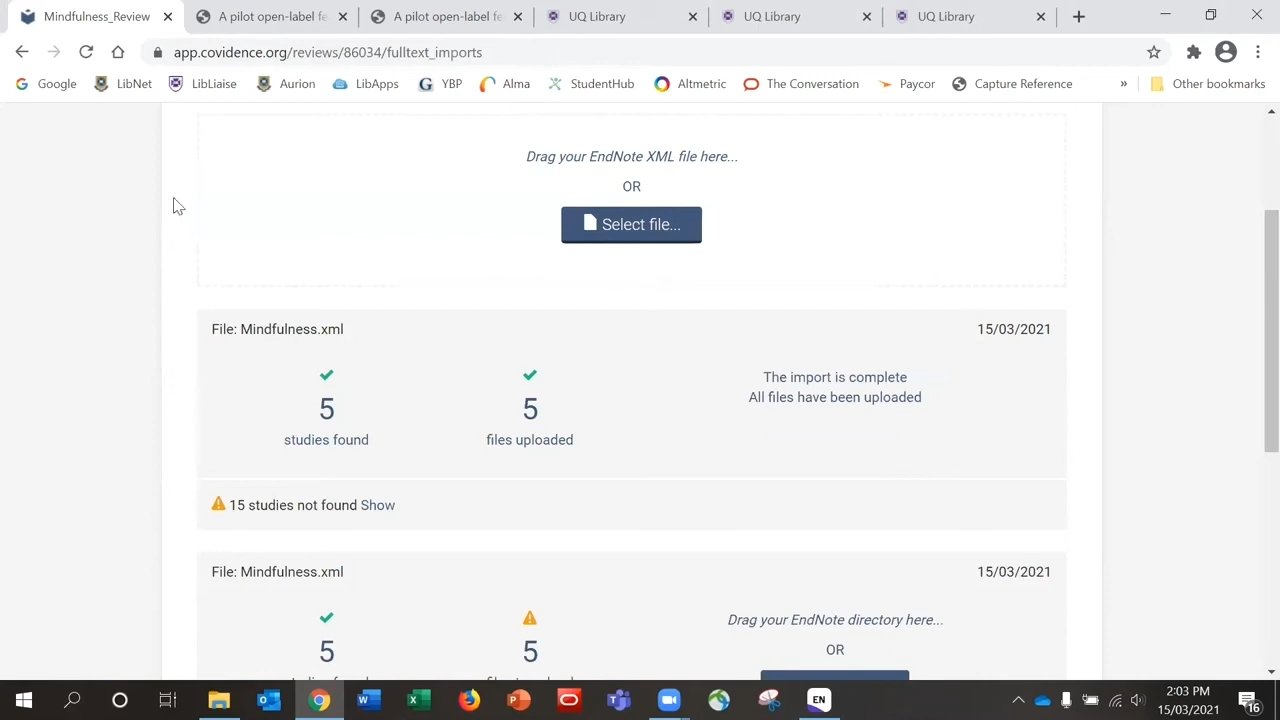 Mindfulness_Review
A pilot open-label fe
A pilot open-label fe
UQ Library
UQ Library
UQ Library
app.covidence.org/reviews/86034/fulltext_imports
Google
LibNet
LibLiaise
Aurion
LibApps
G YBP
Alma
StudentHub
Altmetric
The Conversation
Paycor
Capture Reference
»
Other bookmarks
Drag your EndNote XML file here...
OR
Select file...
File: Mindfulness.xml
15/03/2021
5
studies found
5
files uploaded
The import is complete
All files have been uploaded
15 studies not found Show
File: Mindfulness.xml
15/03/2021
5
5
Drag your EndNote directory here...
OR
EN
2:03 PM
15/03/2021
16